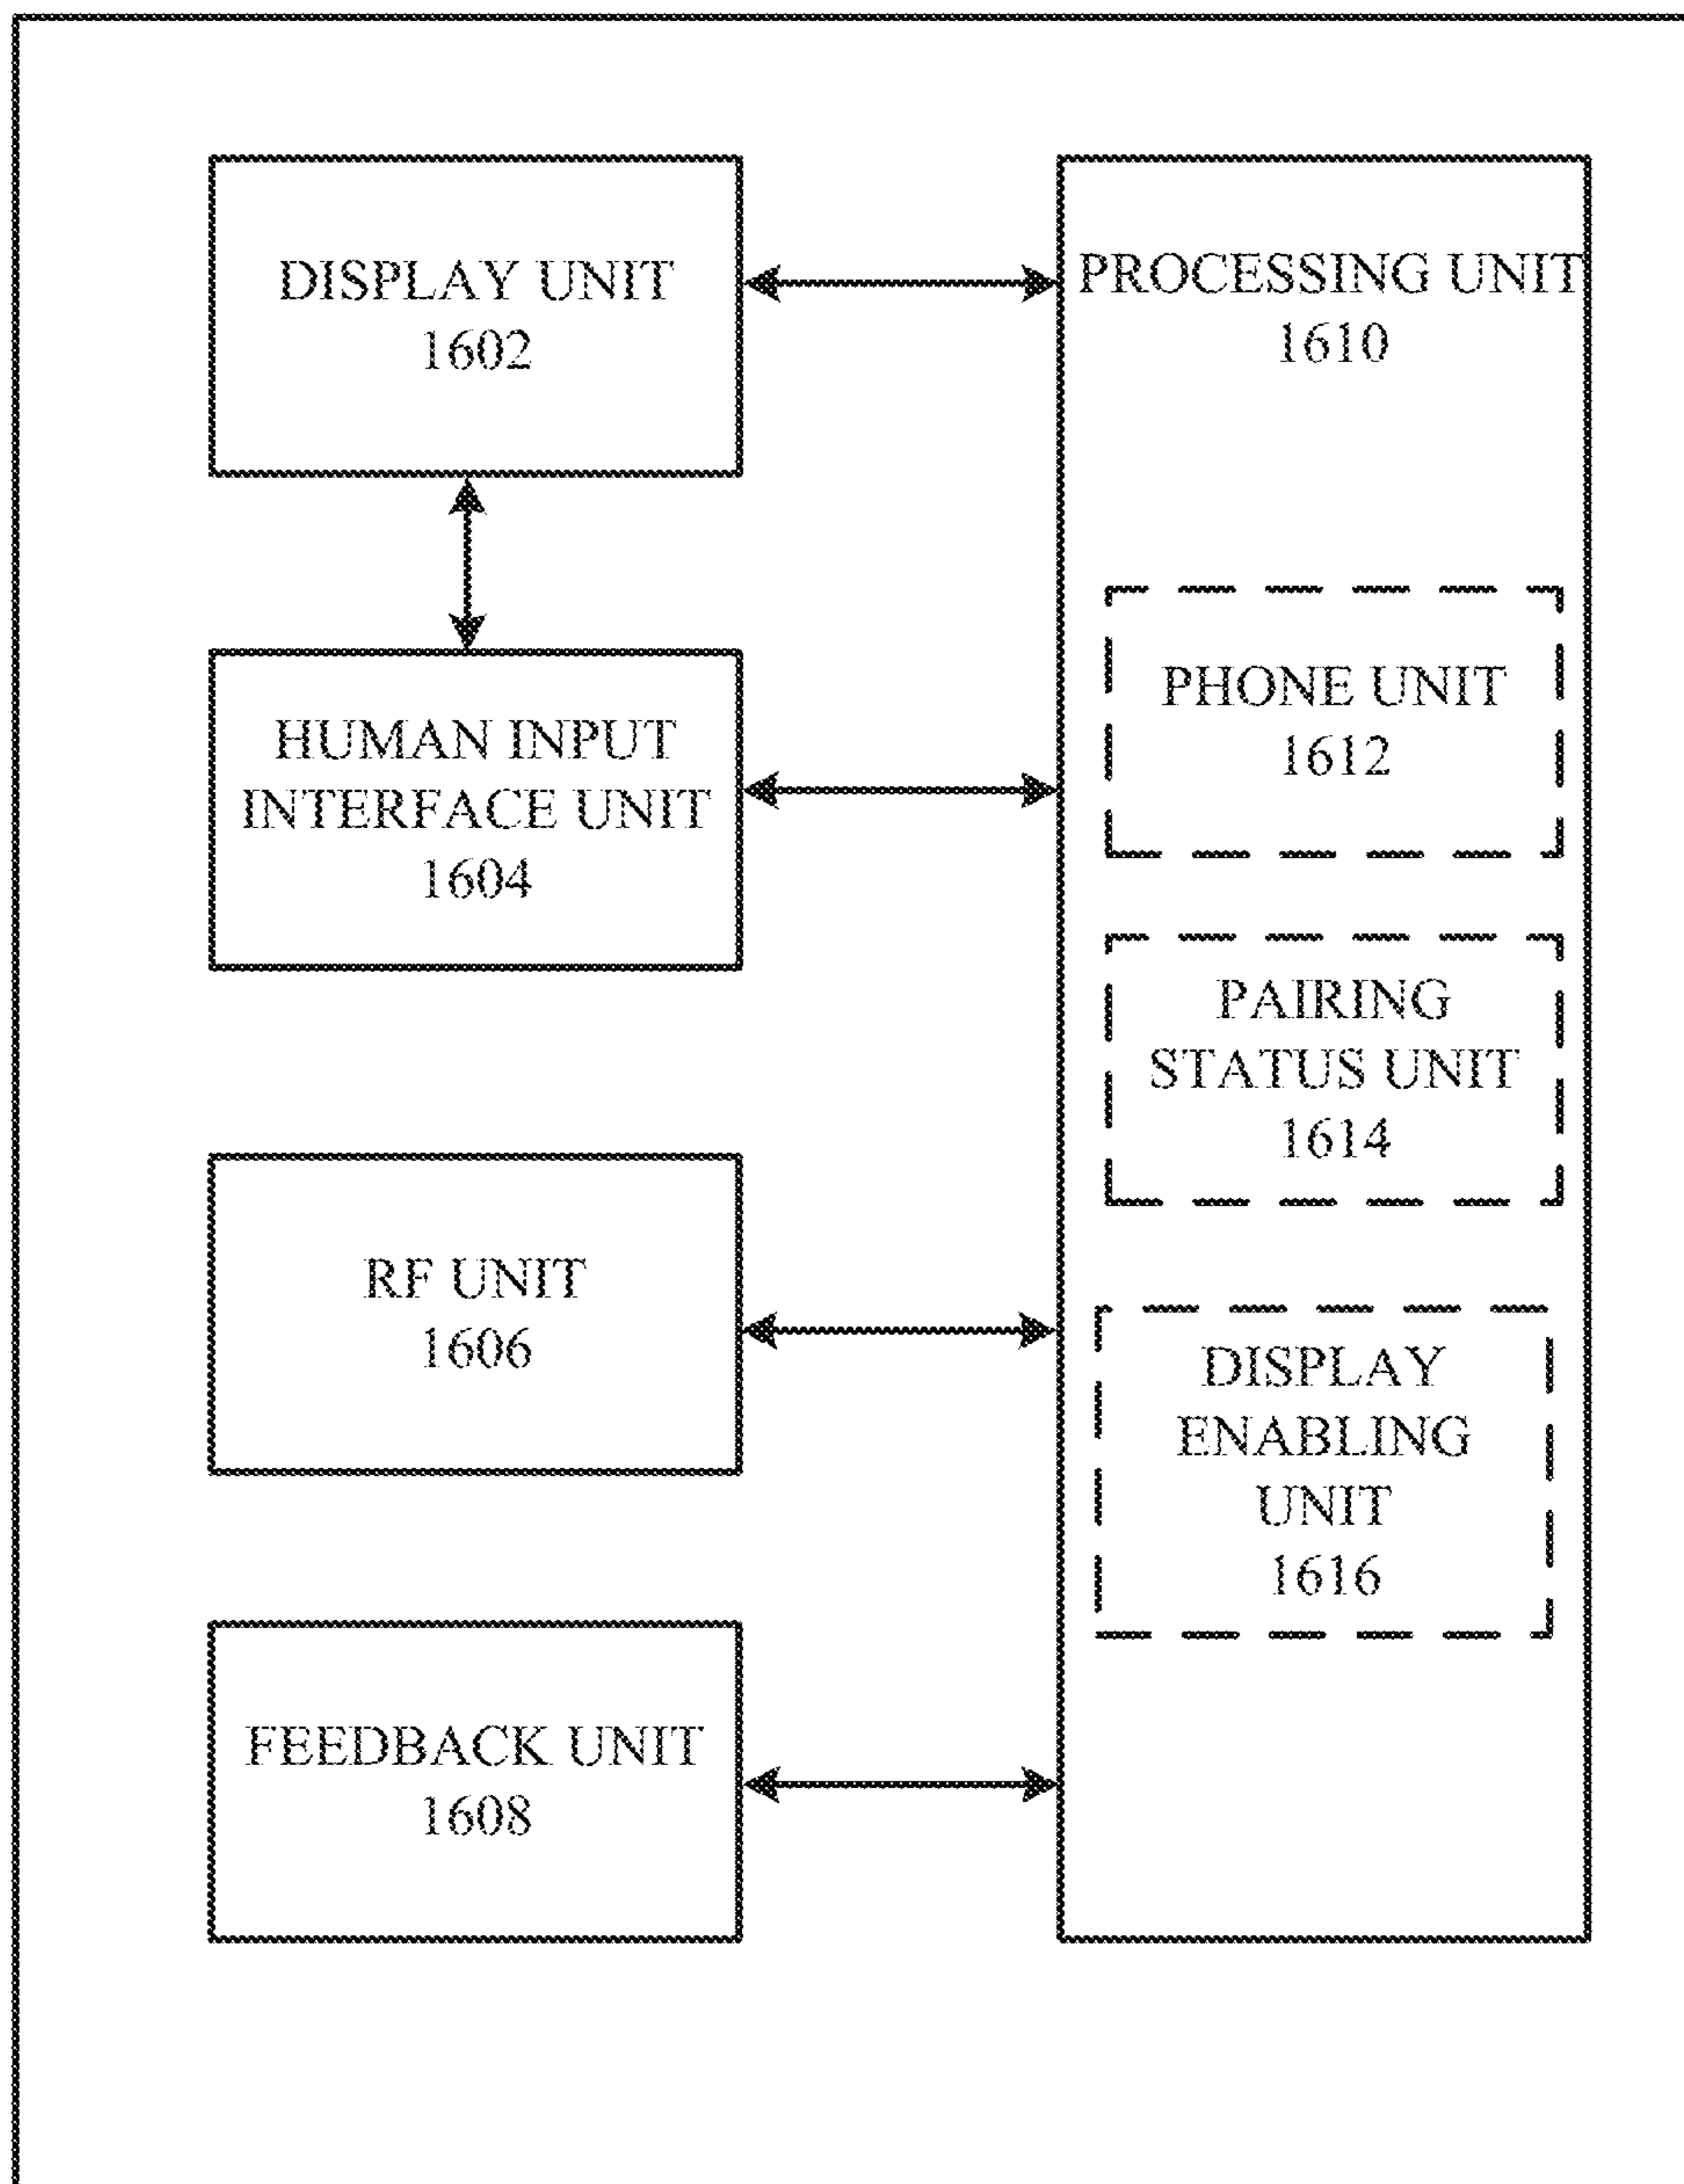 DISPLAY UNIT
1602
HUMAN INPUT
INTERFACE UNIT
1604
RF UNIT
1606
FEEDBACK UNIT
1608
PROCESSING UNIT
1610
PHONE UNIT
1612
PAIRING
STATUS UNIT
1614
DISPLAY
ENABLING
UNIT
1616